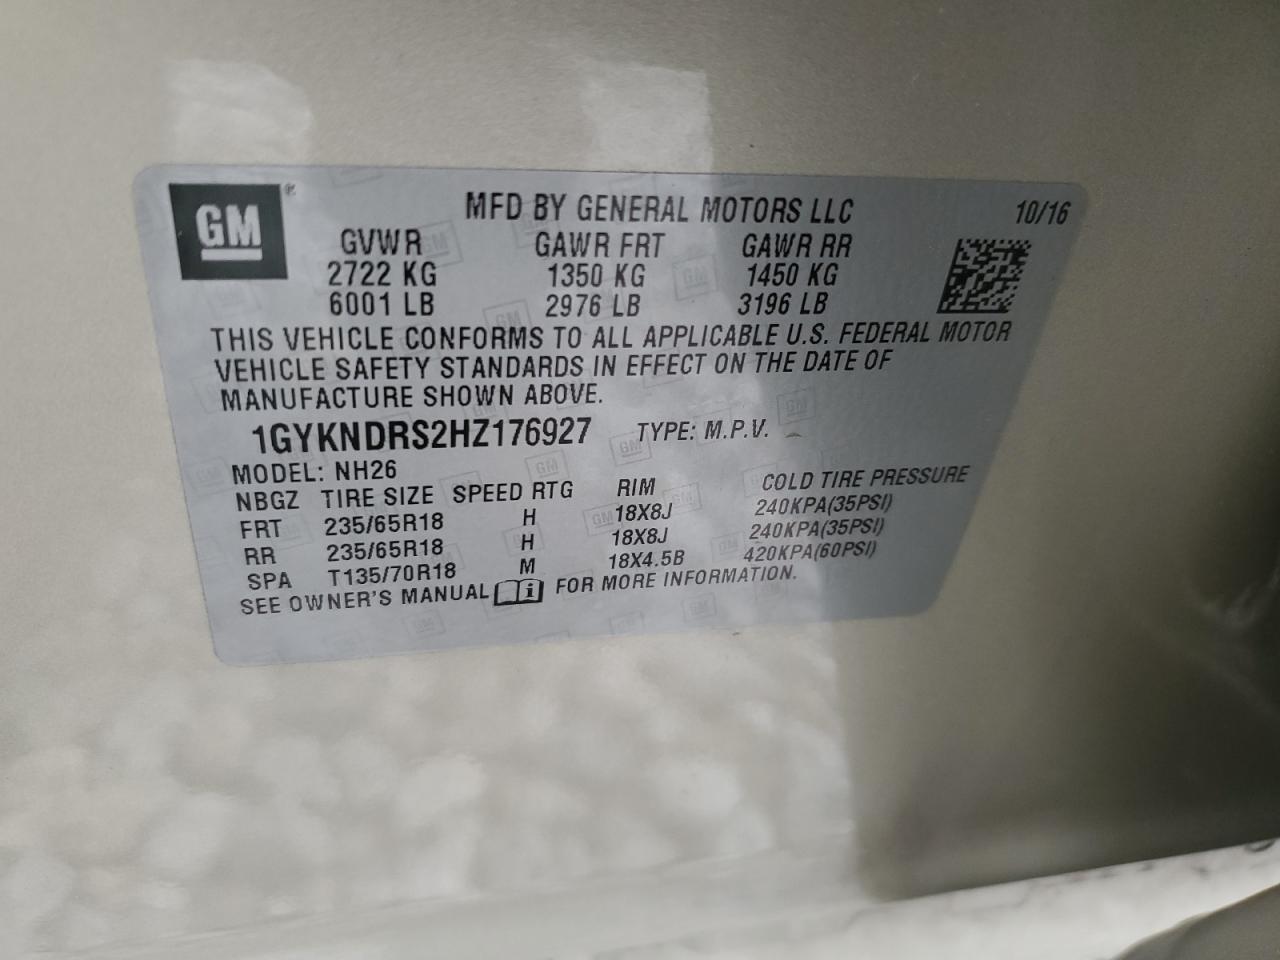 GM®
MFD BY GENERAL MOTORS LLC 10/16
GVWR GAWR FRT GAWR RR
2722 KG 1350 KG 1450 KG
6001 LB 2976 LB 3196 LB
THIS VEHICLE CONFORMS TO ALL APPLICABLE U.S. FEDERAL MOTOR
VEHICLE SAFETY STANDARDS IN EFFECT ON THE DATE OF
MANUFACTURE SHOWN ABOVE.
1GYKNDRS2HZ176927 TYPE: M.P.V.
MODEL: NH26
NBGZ TIRE SIZE SPEED RTG RIM COLD TIRE PRESSURE
FRT 235/65R18 H 18X8J 240KPA(35PSI)
RR 235/65R18 H 18X8J 240KPA(35PSI)
SPA T135/70R18 M 18X4.5B 420KPA(60PSI)
SEE OWNER'S MANUAL i FOR MORE INFORMATION.